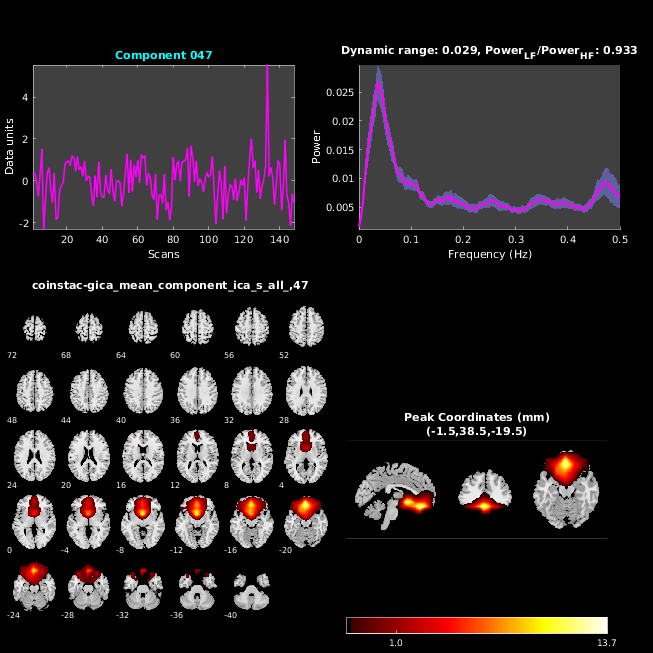 Component 047
Data units
4
2
0
-2
20
40
60
80
100
120
140
Scans
Dynamic range: 0.029, Power_LF/Power_HF: 0.933
Power
0.025
0.02
0.015
0.01
0.005
0
0.1
0.2
0.3
0.4
0.5
Frequency (Hz)
coinstac-gica_mean_component_ica_s_all_,47
72 68 64 60 56 52
48 44 40 36 32 28
24 20 16 12 8 4
0 -4 -8 -12 -16 -20
-24 -28 -32 -36 -40
Peak Coordinates (mm)
(-1.5,38.5,-19.5)
1.0 13.7